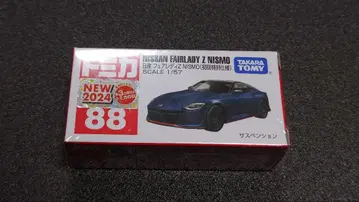 トミカ
NISSAN FAIRLADY Z NISMO
日産 フェアレディZ NISMO(初回特別仕様)
SCALE 1/57
TAKARA
TOMY
NEW
2024
88
サスペンション